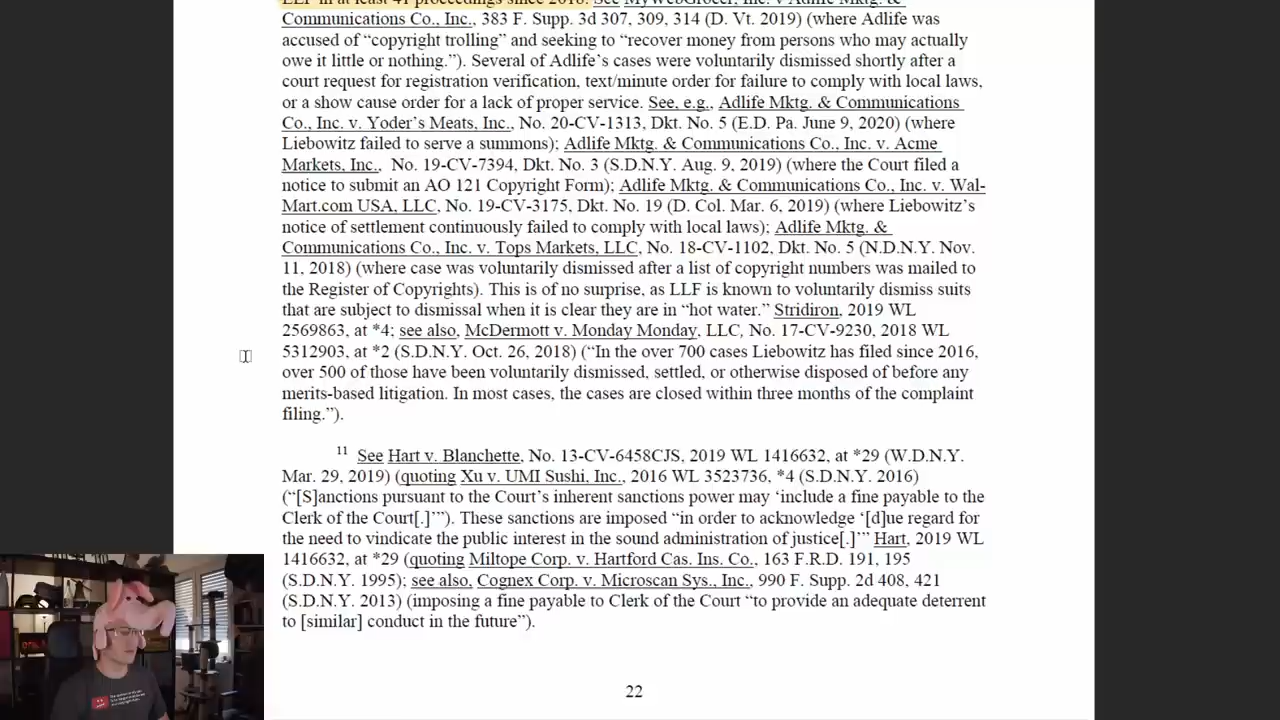 LLF in at least 41 proceedings since 2018. See MyWebGrocer, Inc. v Adlife Mktg. &
Communications Co., Inc., 383 F. Supp. 3d 307, 309, 314 (D. Vt. 2019) (where Adlife was
accused of “copyright trolling” and seeking to “recover money from persons who may actually
owe it little or nothing.”). Several of Adlife’s cases were voluntarily dismissed shortly after a
court request for registration verification, text/minute order for failure to comply with local laws,
or a show cause order for a lack of proper service. See, e.g., Adlife Mktg. & Communications
Co., Inc. v. Yoder’s Meats, Inc., No. 20-CV-1313, Dkt. No. 5 (E.D. Pa. June 9, 2020) (where
Liebowitz failed to serve a summons); Adlife Mktg. & Communications Co., Inc. v. Acme
Markets, Inc., No. 19-CV-7394, Dkt. No. 3 (S.D.N.Y. Aug. 9, 2019) (where the Court filed a
notice to submit an AO 121 Copyright Form); Adlife Mktg. & Communications Co., Inc. v. Wal-
Mart.com USA, LLC, No. 19-CV-3175, Dkt. No. 19 (D. Col. Mar. 6, 2019) (where Liebowitz’s
notice of settlement continuously failed to comply with local laws); Adlife Mktg. &
Communications Co., Inc. v. Tops Markets, LLC, No. 18-CV-1102, Dkt. No. 5 (N.D.N.Y. Nov.
11, 2018) (where case was voluntarily dismissed after a list of copyright numbers was mailed to
the Register of Copyrights). This is of no surprise, as LLF is known to voluntarily dismiss suits
that are subject to dismissal when it is clear they are in “hot water.” Stridiron, 2019 WL
2569863, at *4; see also, McDermott v. Monday Monday, LLC, No. 17-CV-9230, 2018 WL
5312903, at *2 (S.D.N.Y. Oct. 26, 2018) (“In the over 700 cases Liebowitz has filed since 2016,
over 500 of those have been voluntarily dismissed, settled, or otherwise disposed of before any
merits-based litigation. In most cases, the cases are closed within three months of the complaint
filing.”).
11 See Hart v. Blanchette, No. 13-CV-6458CJS, 2019 WL 1416632, at *29 (W.D.N.Y.
Mar. 29, 2019) (quoting Xu v. UMI Sushi, Inc., 2016 WL 3523736, *4 (S.D.N.Y. 2016)
(“[S]anctions pursuant to the Court’s inherent sanctions power may ‘include a fine payable to the
Clerk of the Court[.]’”). These sanctions are imposed “in order to acknowledge ‘[d]ue regard for
the need to vindicate the public interest in the sound administration of justice[.]’” Hart, 2019 WL
1416632, at *29 (quoting Miltope Corp. v. Hartford Cas. Ins. Co., 163 F.R.D. 191, 195
(S.D.N.Y. 1995); see also, Cognex Corp. v. Microscan Sys., Inc., 990 F. Supp. 2d 408, 421
(S.D.N.Y. 2013) (imposing a fine payable to Clerk of the Court “to provide an adequate deterrent
to [similar] conduct in the future”).
22